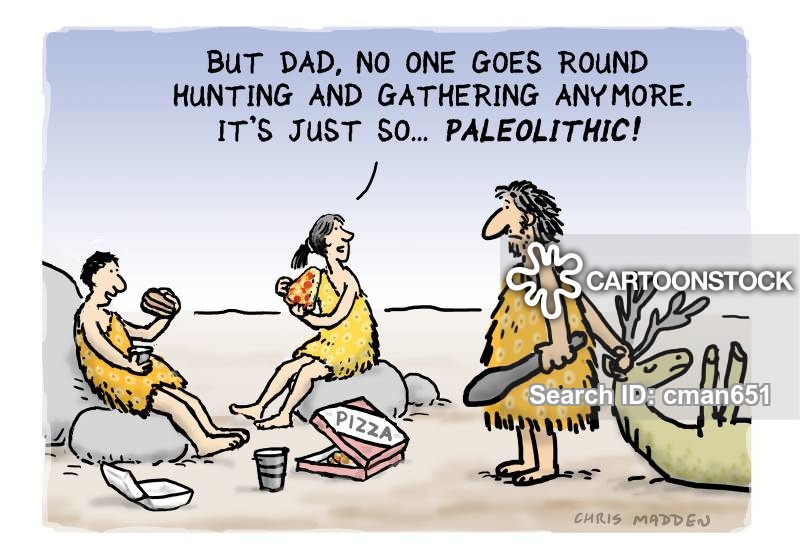 BUT DAD, NO ONE GOES ROUND
HUNTING AND GATHERING ANYMORE.
IT'S JUST SO... PALEOLITHIC!
CARTOONSTOCK
Search ID: cman651
PIZZA
CHRIS MADDEN